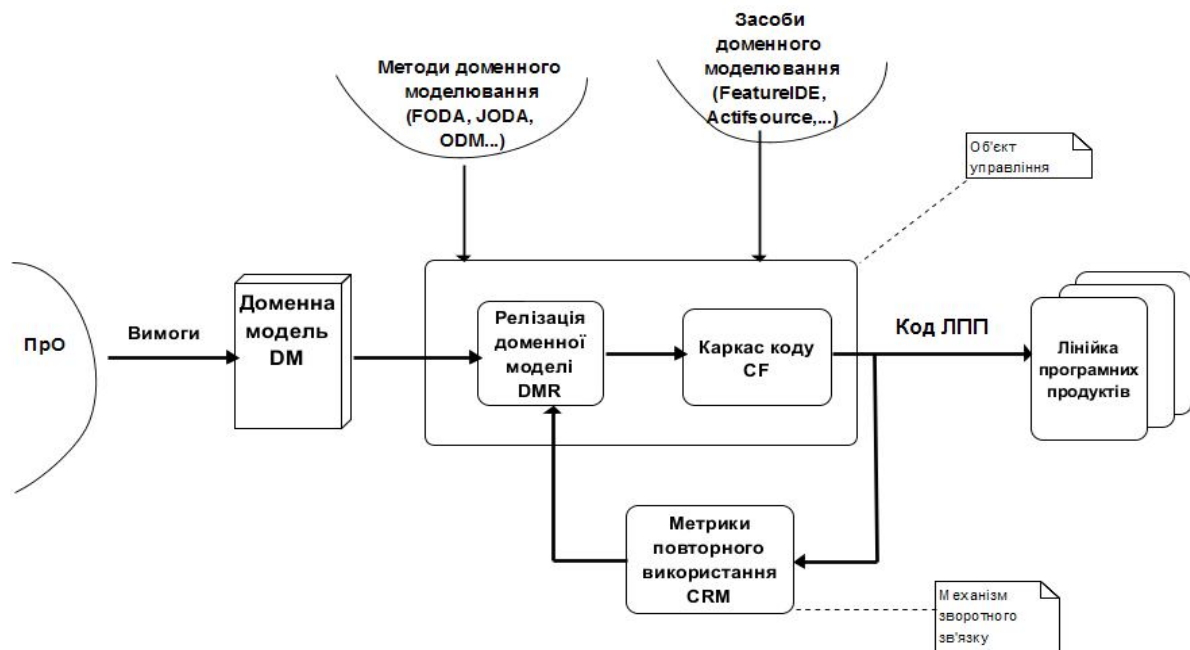 Методи доменного
моделювання
(FODA, JODA,
ODM...)
Засоби
доменного
моделювання
(FeatureIDE,
Actifsource,...)
Об'єкт
управління
ПрО
Вимоги
Доменна
модель
DM
Релізація
доменної
моделі
DMR
Каркас коду
CF
Код ЛПП
Лінійка
програмних
продуктів
Метрики
повторного
використання
CRM
Механізм
зворотного
зв'язку